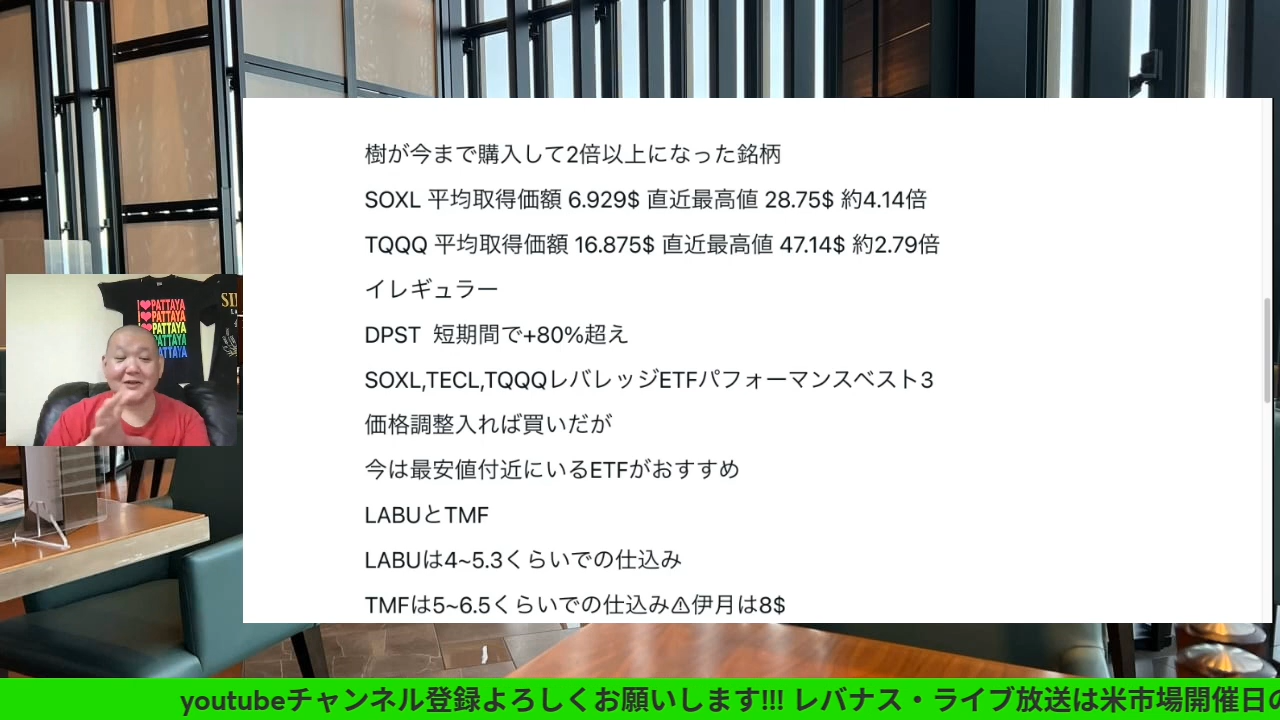 樹が今まで購入して2倍以上になった銘柄
SOXL 平均取得価額 6.929$ 直近最高値 28.75$ 約4.14倍
TQQQ 平均取得価額 16.875$ 直近最高値 47.14$ 約2.79倍
イレギュラー
DPST 短期間で+80%超え
SOXL,TECL,TQQQレバレッジETFパフォーマンスベスト3
価格調整入れば買いだが
今は最安値付近にいるETFがおすすめ
LABUとTMF
LABUは4~5.3くらいでの仕込み
TMFは5~6.5くらいでの仕込み⚠伊月は8$
I❤PATTAYA
I❤PATTAYA
I❤PATTAYA
PATTAYA
PATTAYA
youtubeチャンネル登録よろしくお願いします!!! レバナス・ライブ放送は米市場開催日の